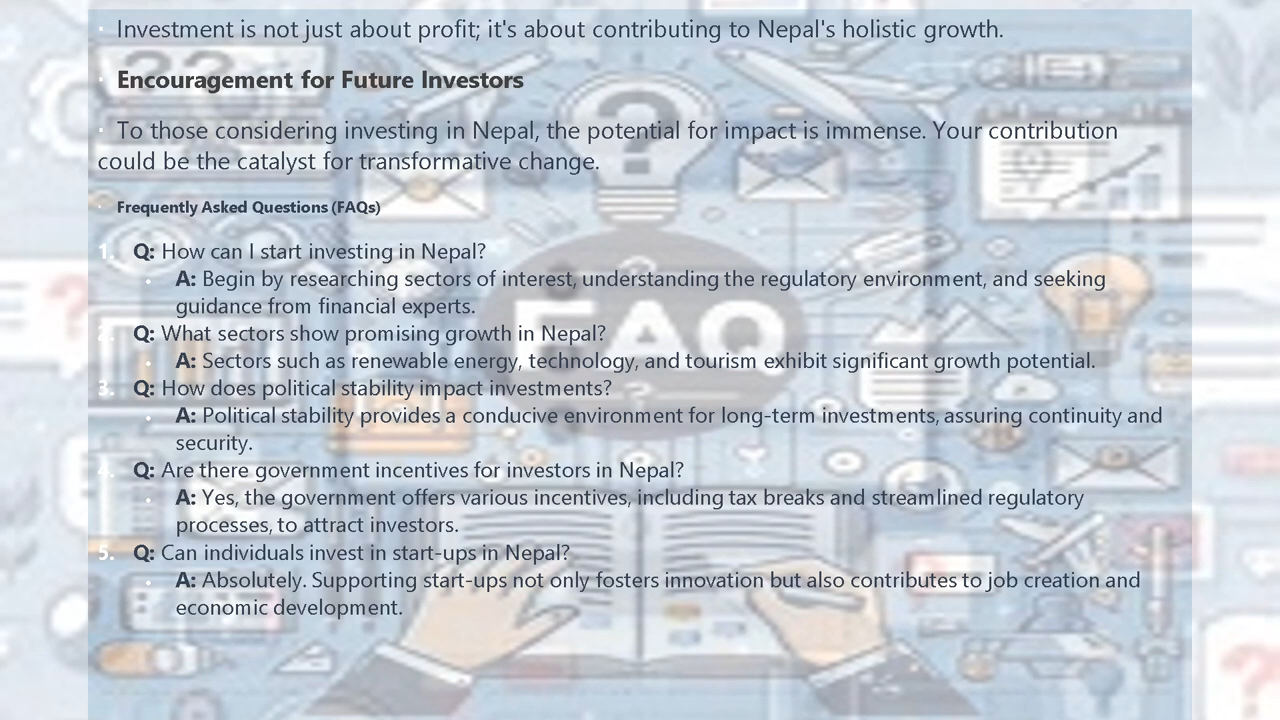 · Investment is not just about profit; it's about contributing to Nepal's holistic growth.
· Encouragement for Future Investors
· To those considering investing in Nepal, the potential for impact is immense. Your contribution
could be the catalyst for transformative change.
· Frequently Asked Questions (FAQs)
1. Q: How can I start investing in Nepal?
· A: Begin by researching sectors of interest, understanding the regulatory environment, and seeking
guidance from financial experts.
2. Q: What sectors show promising growth in Nepal?
· A: Sectors such as renewable energy, technology, and tourism exhibit significant growth potential.
3. Q: How does political stability impact investments?
· A: Political stability provides a conducive environment for long-term investments, assuring continuity and
security.
4. Q: Are there government incentives for investors in Nepal?
· A: Yes, the government offers various incentives, including tax breaks and streamlined regulatory
processes, to attract investors.
5. Q: Can individuals invest in start-ups in Nepal?
· A: Absolutely. Supporting start-ups not only fosters innovation but also contributes to job creation and
economic development.
FAQ